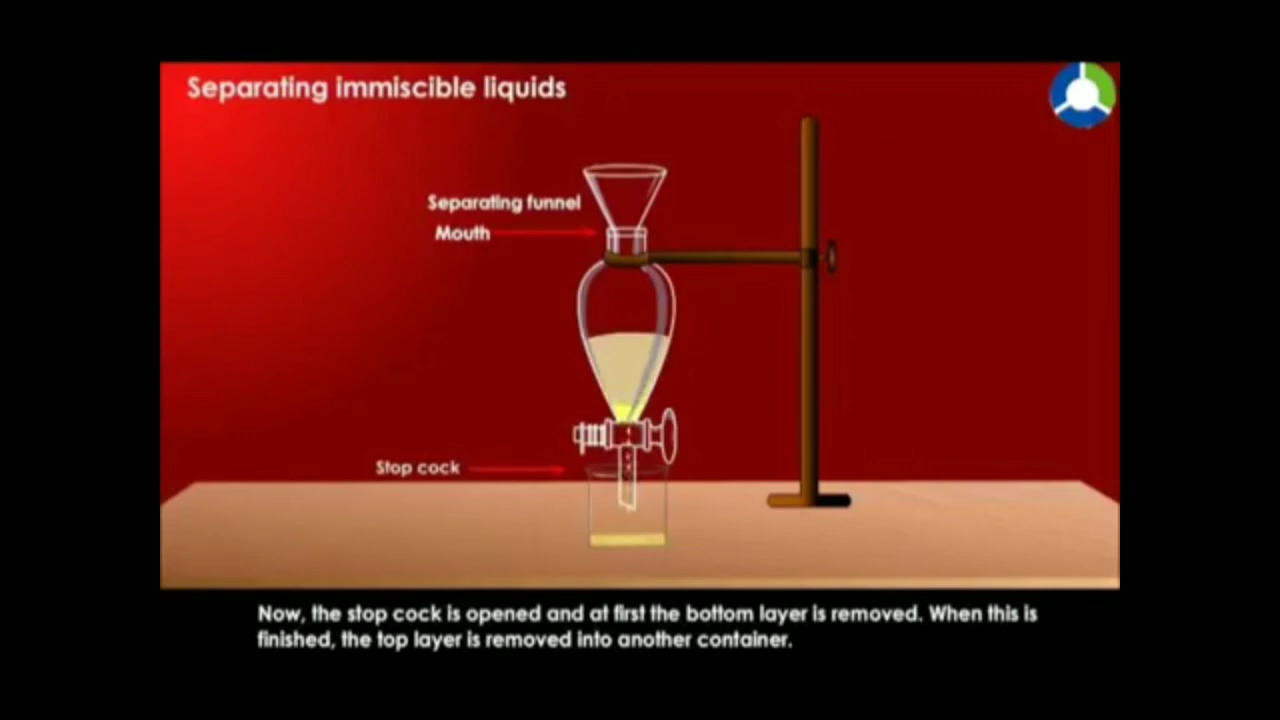 Separating immiscible liquids
Separating funnel
Mouth
Stop cock
Now, the stop cock is opened and at first the bottom layer is removed. When this is
finished, the top layer is removed into another container.